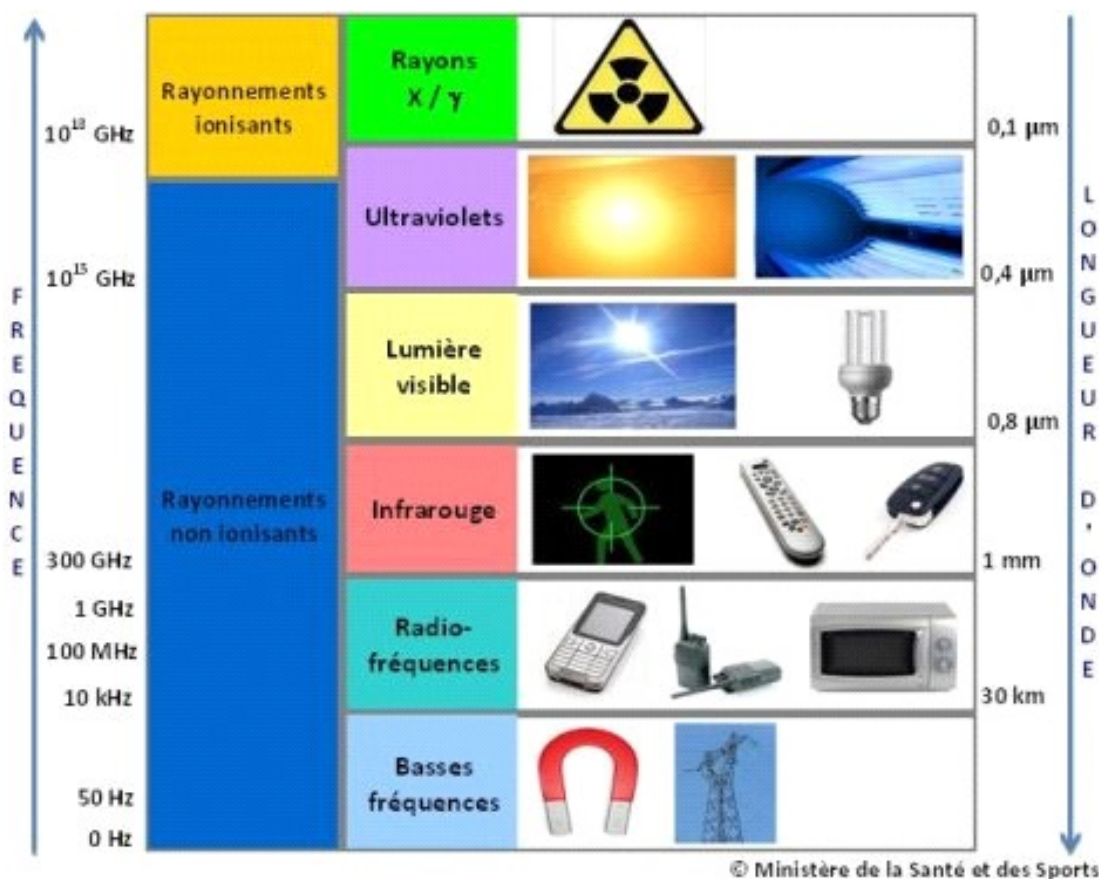 Rayonnements
ionisants
Rayons
X / γ
10¹⁸ GHz
0,1 μm
Ultraviolets
10¹⁵ GHz
0,4 μm
Lumière
visible
0,8 μm
Rayonnements
non ionisants
Infrarouge
300 GHz
1 mm
1 GHz
Radio-
fréquences
100 MHz
10 kHz
30 km
Basses
fréquences
50 Hz
0 Hz
FREQUENCE
LONGUEUR D'ONDE
© Ministère de la Santé et des Sports